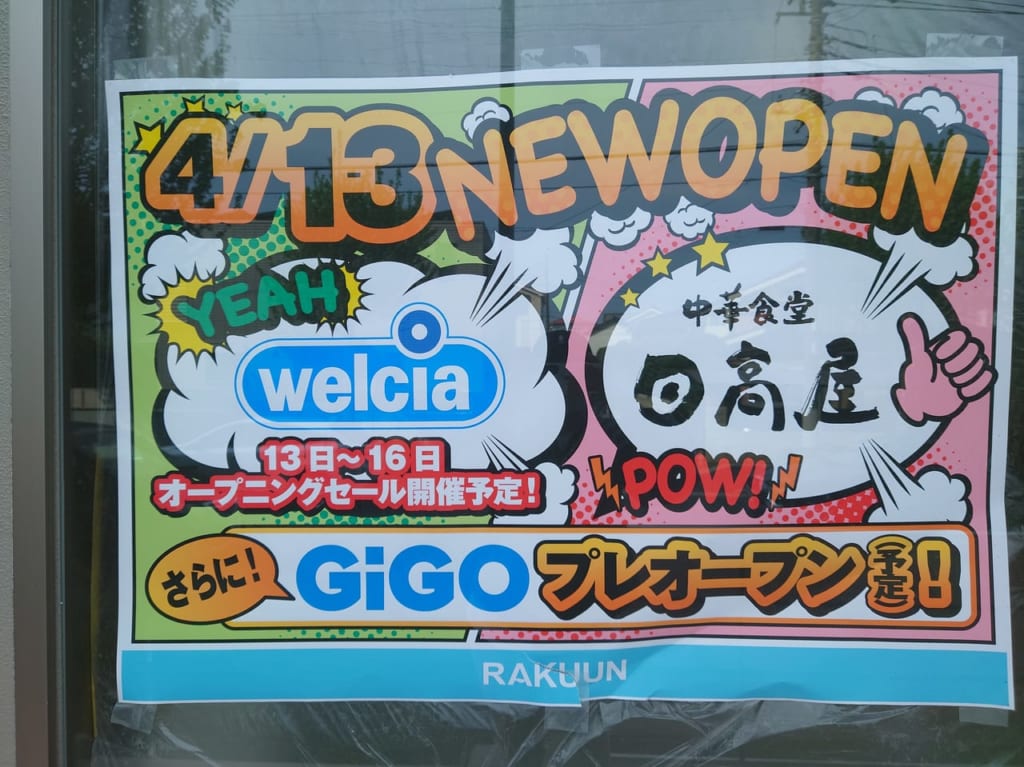 4/13 NEWOPEN
YEAH
welcia
13日~16日
オープニングセール開催予定!
中華食堂
日高屋
POW!
さらに!
GiGO プレオープン(予定)!
RAKUUN